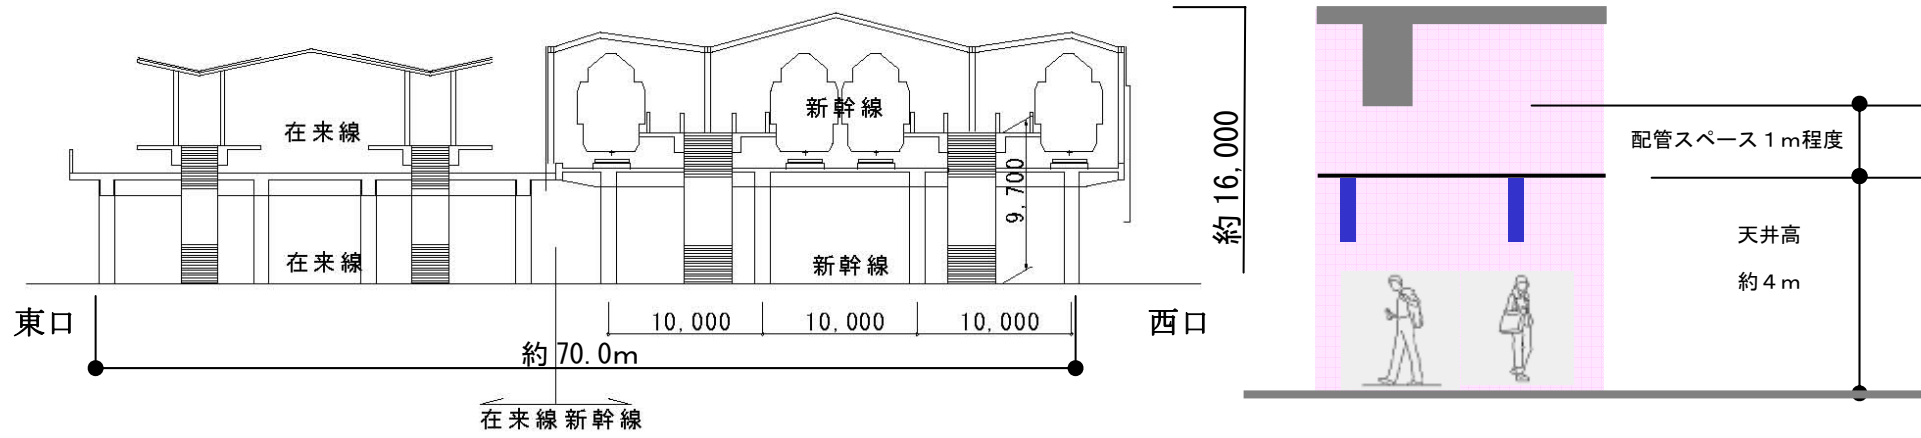 新幹線
在来線
約16,000
9,700
配管スペース1m程度
天井高
約4m
在来線
新幹線
東口
西口
10,000
10,000
10,000
約70.0m
在来線 新幹線